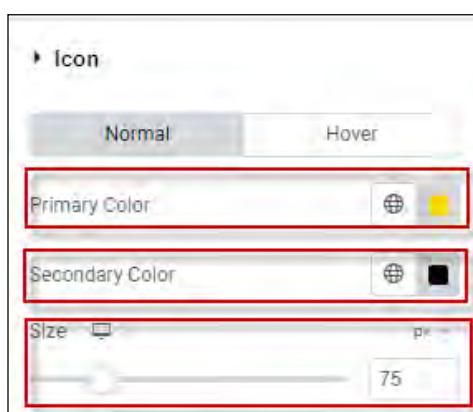 Icon
Normal Hover
Primary Color
Secondary Color
Size px
75